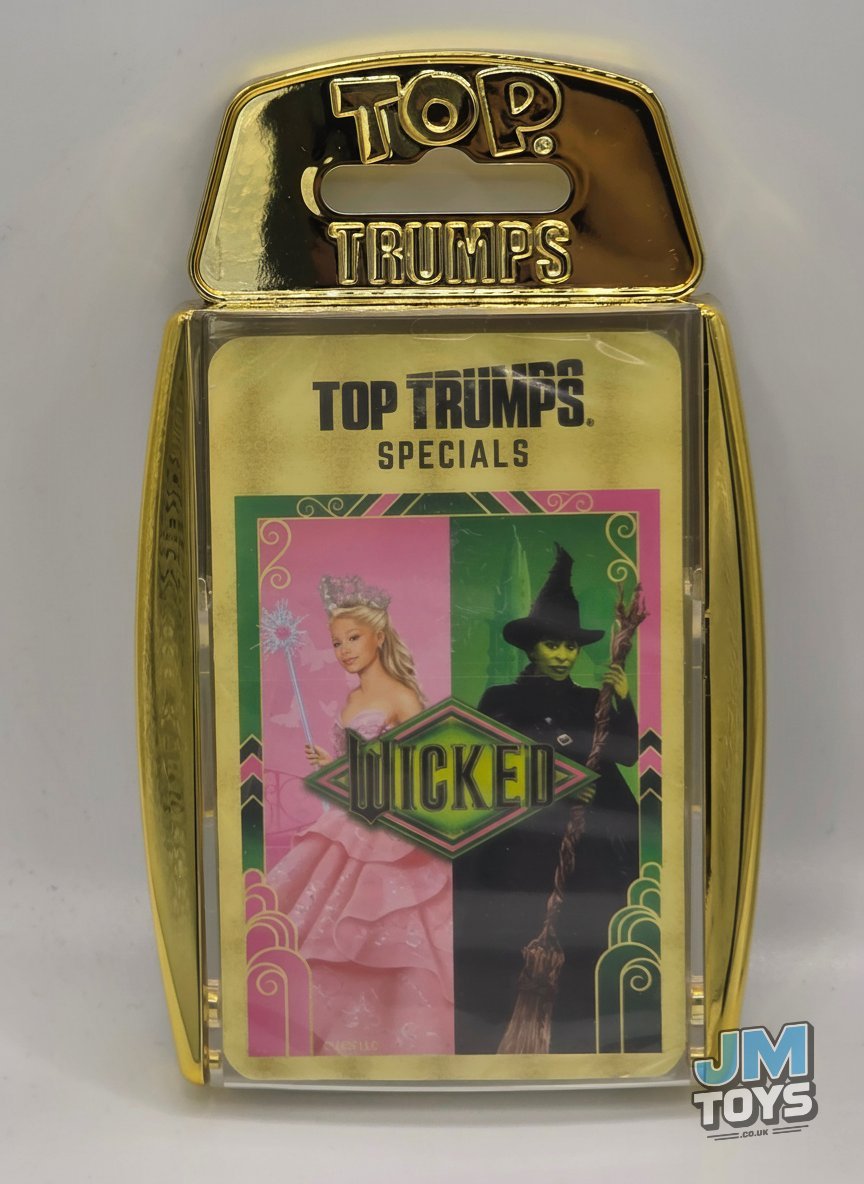 TOP.
TRUMPS
TOP TRUMPS®
SPECIALS
WICKED
JM
TOYS
.CO.UK